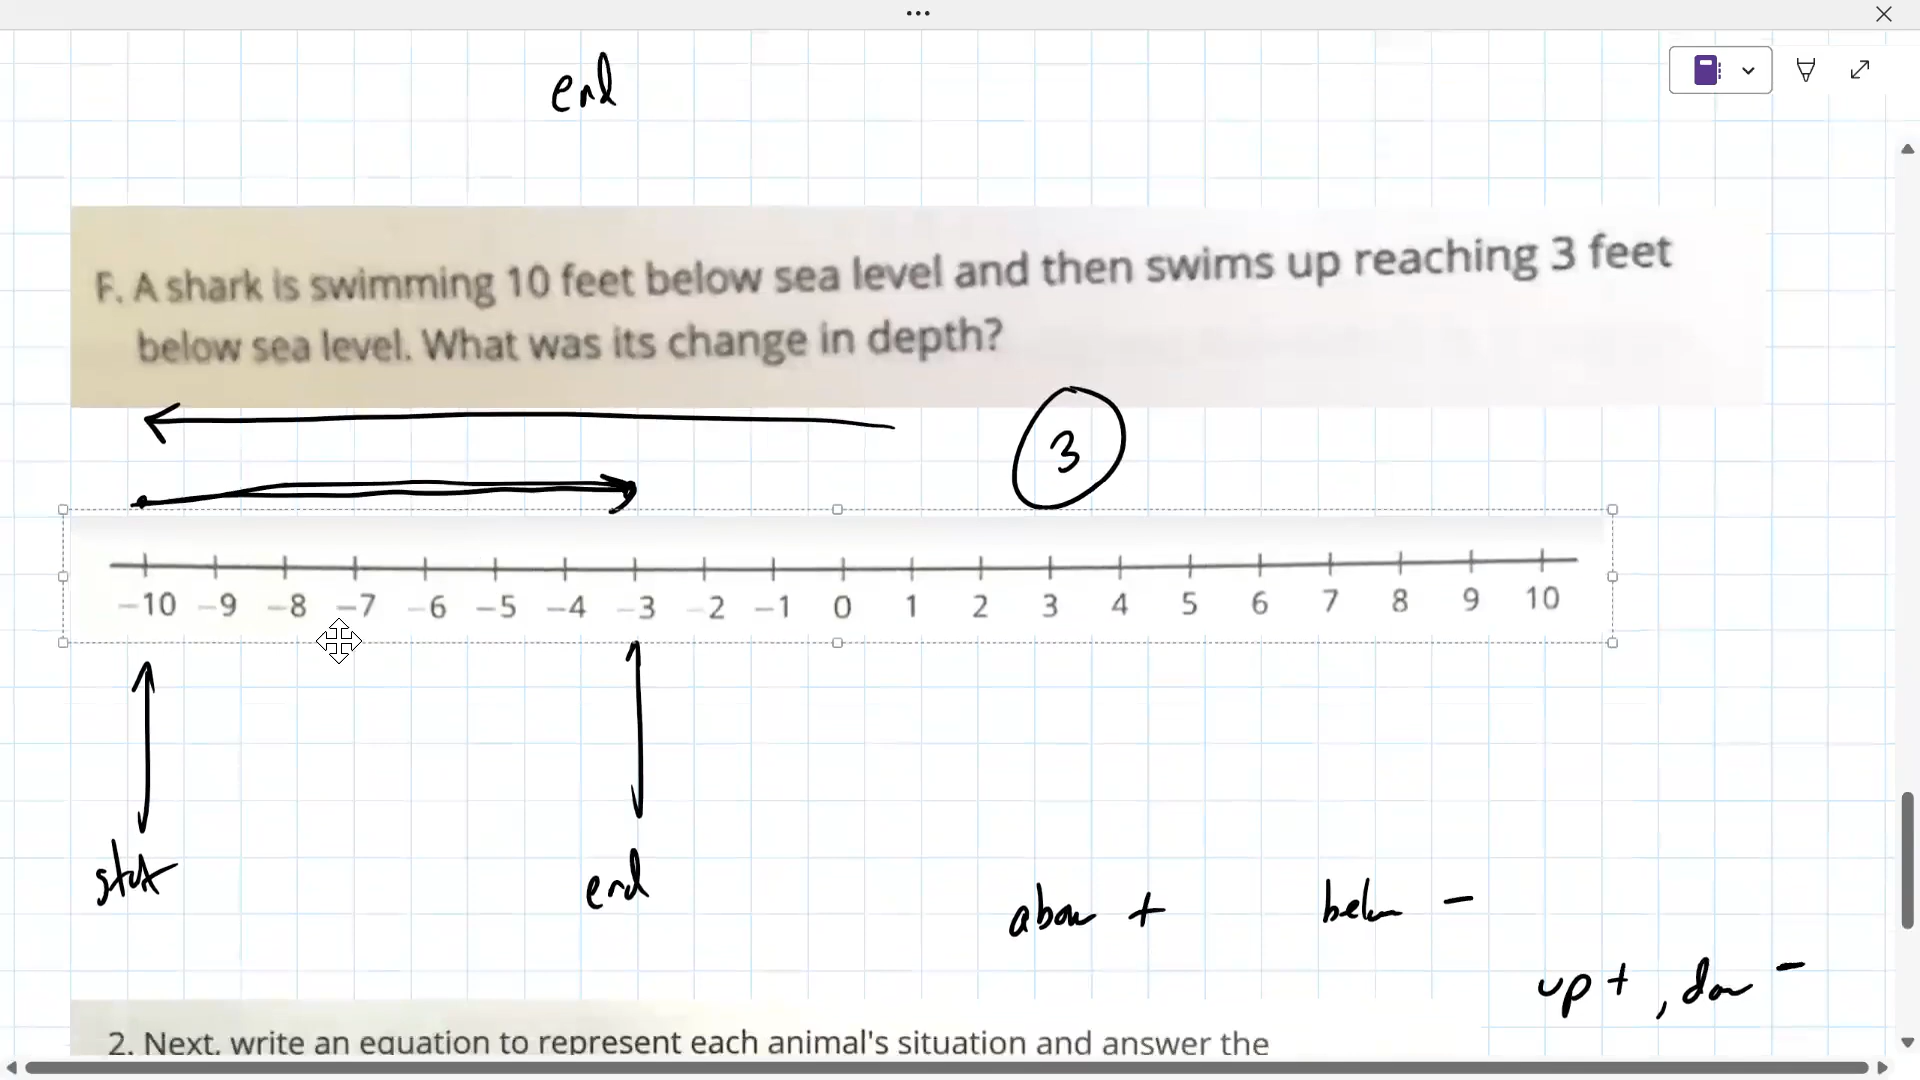 end
F. A shark is swimming 10 feet below sea level and then swims up reaching 3 feet
below sea level. What was its change in depth?
3
−10 −9 −8 −7 −6 −5 −4 −3 −2 −1 0 1 2 3 4 5 6 7 8 9 10
start end
above + below −
up + , down −
2. Next, write an equation to represent each animal's situation and answer the